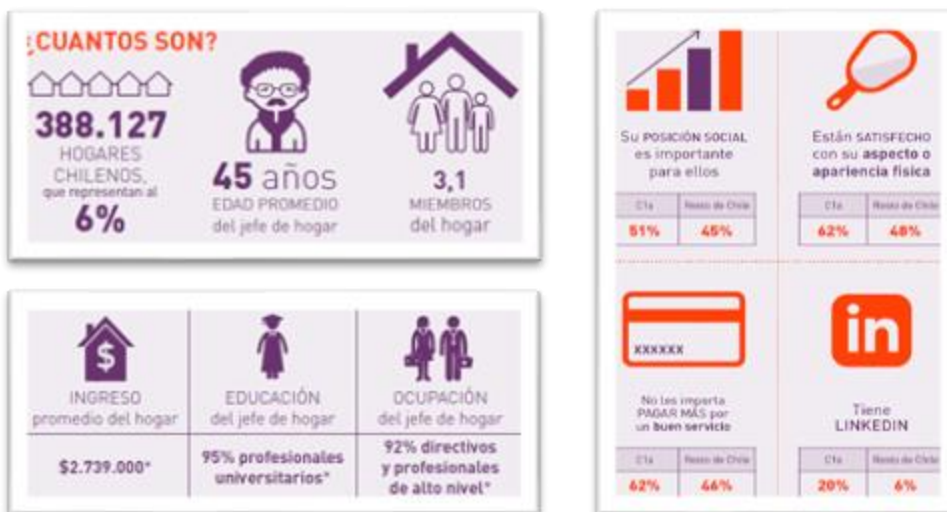 ¿CUANTOS SON?
388.127
HOGARES
CHILENOS,
que representan al
6%
45 años
EDAD PROMEDIO
del jefe de hogar
3,1
MIEMBROS
del hogar
INGRESO
promedio del hogar
$2.739.000*
EDUCACIÓN
del jefe de hogar
95% profesionales
universitarios*
OCUPACIÓN
del jefe de hogar
92% directivos
y profesionales
de alto nivel*
Su POSICIÓN SOCIAL
es importante
para ellos
C1a Resto de Chile
51% 45%
Están SATISFECHO
con su aspecto o
apariencia física
C1a Resto de Chile
62% 48%
XXXXXX
No les importa
PAGAR MÁS por
un buen servicio
C1a Resto de Chile
62% 46%
in
Tiene
LINKEDIN
C1a Resto de Chile
20% 6%